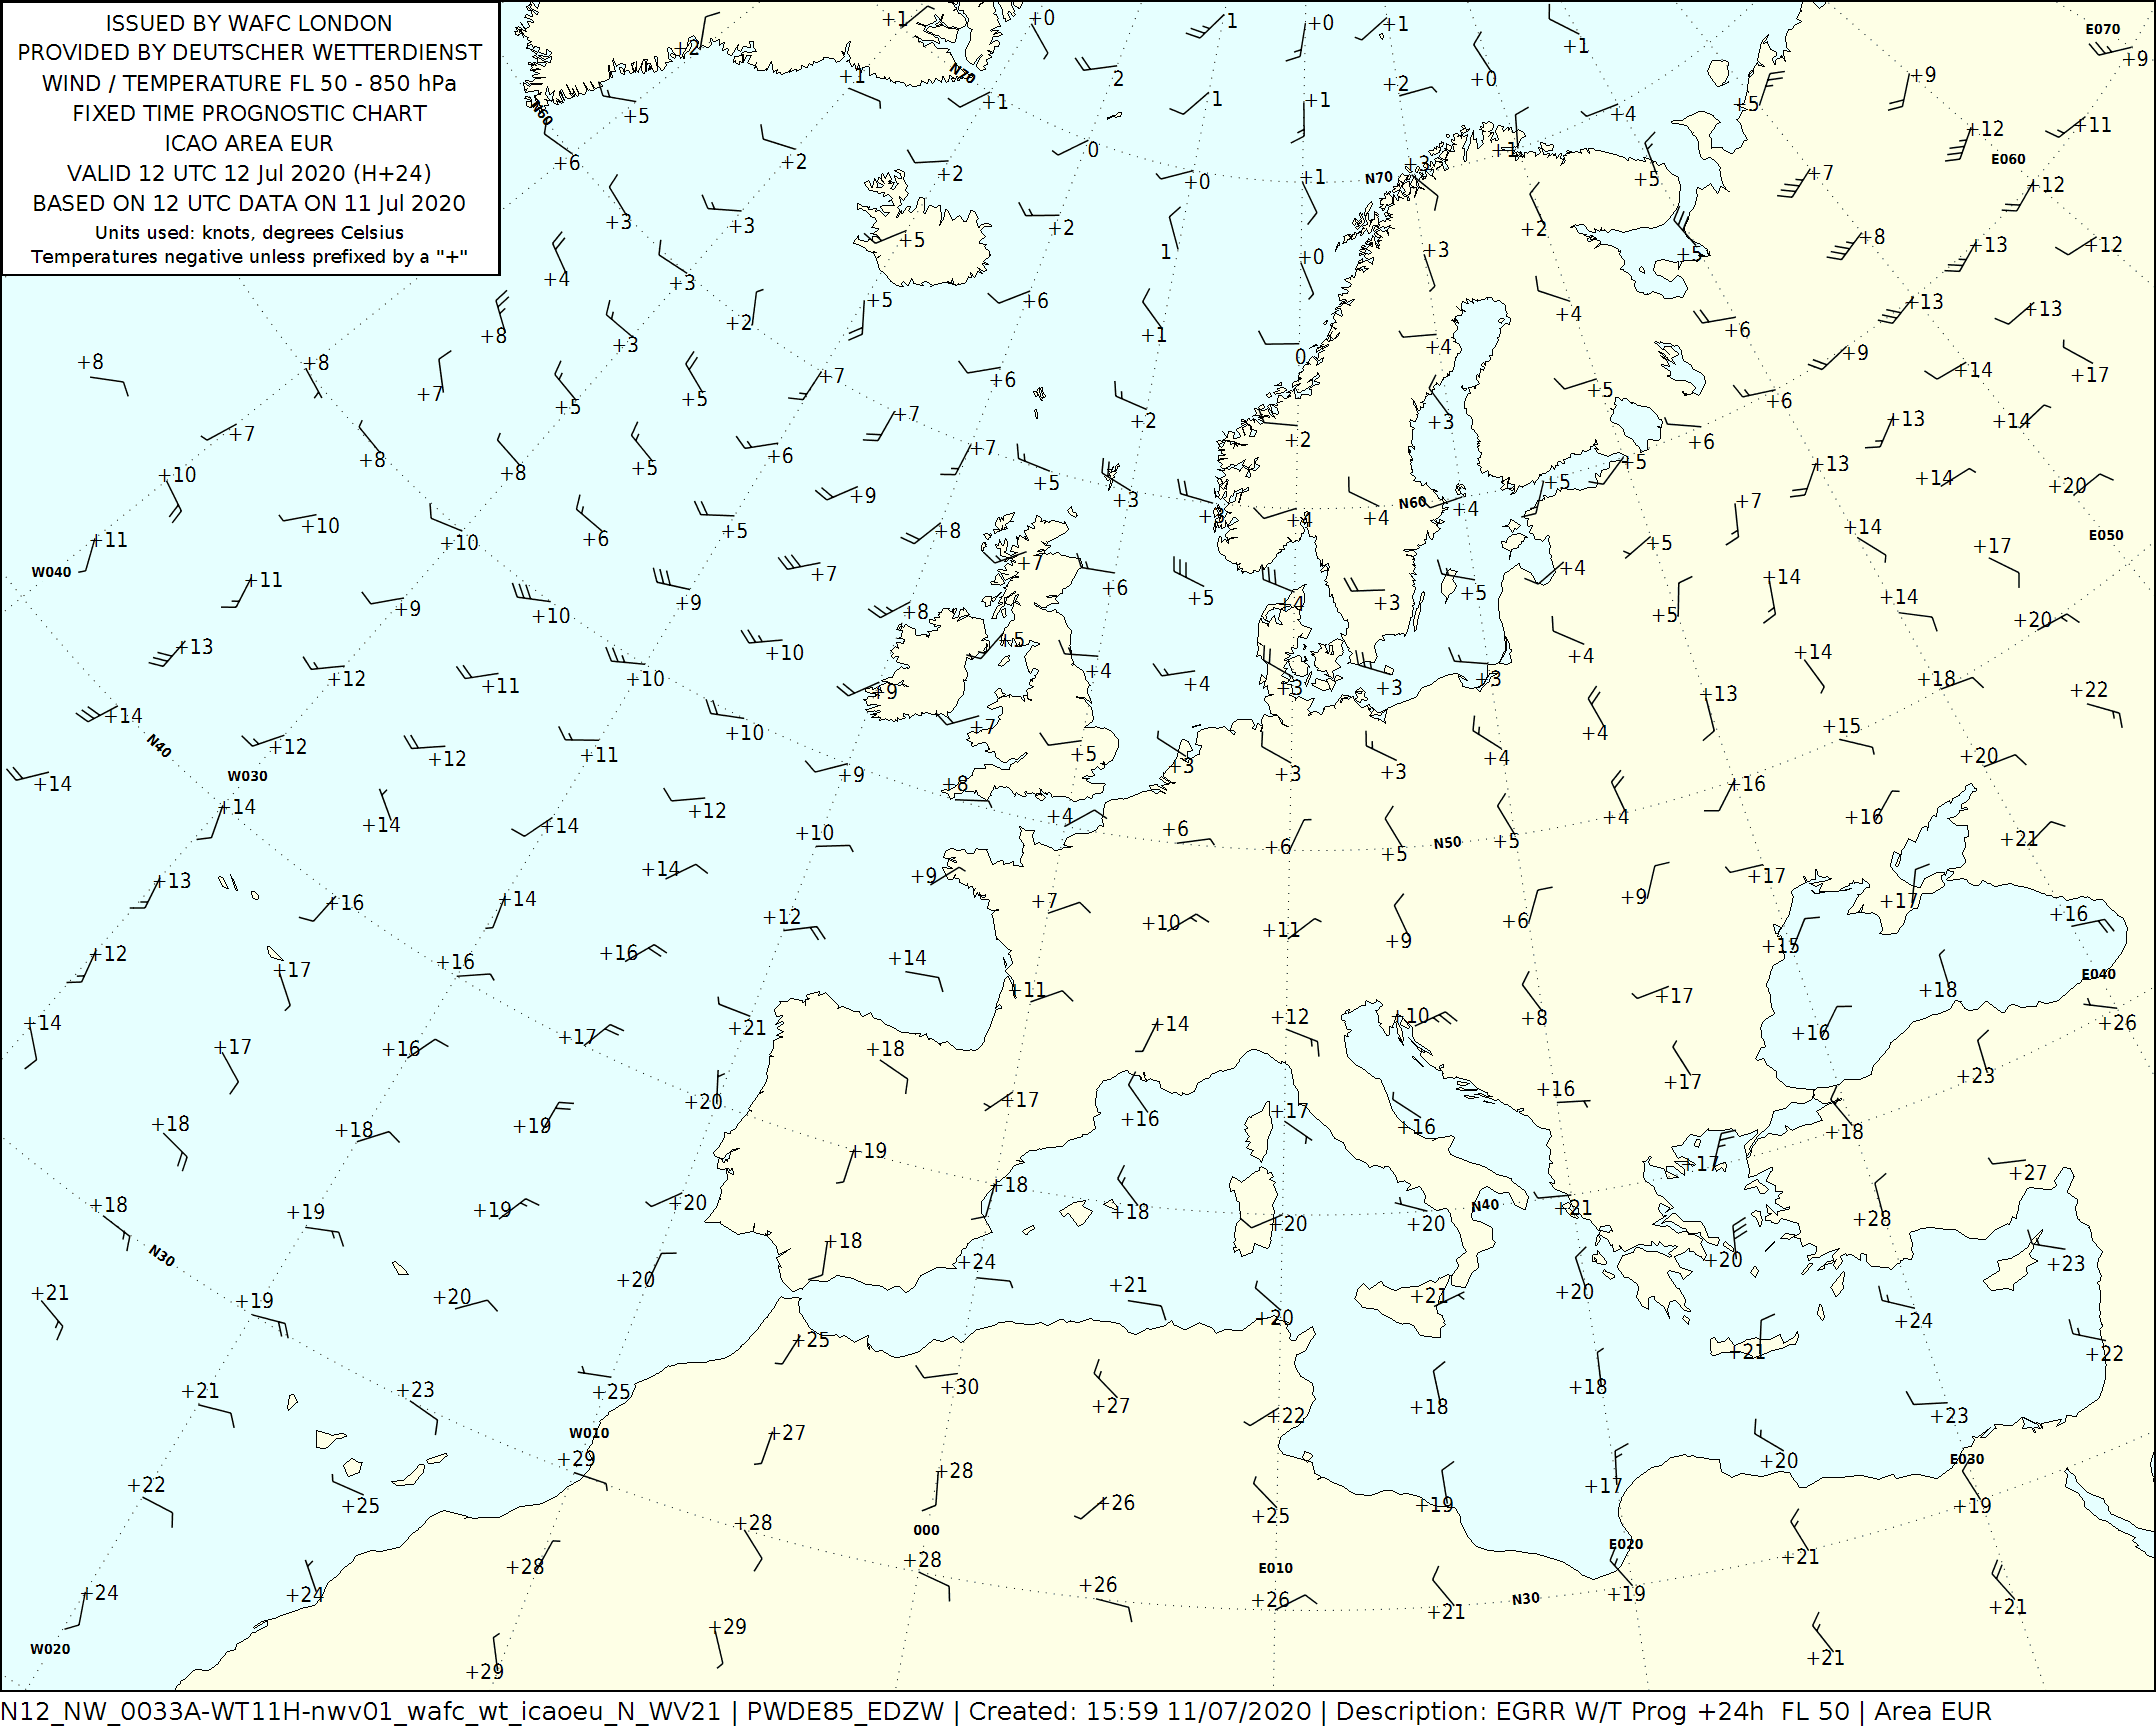 ISSUED BY WAFC LONDON
PROVIDED BY DEUTSCHER WETTERDIENST
WIND / TEMPERATURE FL 50 - 850 hPa
FIXED TIME PROGNOSTIC CHART
ICAO AREA EUR
VALID 12 UTC 12 Jul 2020 (H+24)
BASED ON 12 UTC DATA ON 11 Jul 2020
Units used: knots, degrees Celsius
Temperatures negative unless prefixed by a "+"
+1 +0 1 +0 +1 +1 E070
+2 +1 N70 2 +2 +0 +9 +9
+5 N60 +1 1 +1 +4 +5 +12 +11
+6 +2 +2 0 +0 +1 N70 +3 +1 +5 +7 E060 +12
+3 +3 +5 +2 1 +0 +3 +2 +5 +8 +13 +12
+4 +3 +5 +6 +4 +13 +13
+8 +3 +2 +1 0 +4 +6 +9
+8 +8 +7 +5 +5 +7 +6 +5 +6 +14 +17
+7 +8 +7 +2 +2 +3 +6 +13 +14
+10 +8 +5 +6 +7 +5 +5 +13 +14 +20
+10 +10 +6 +5 +9 +8 +3 +4 +4 N60 +4 +5 +7 +14
+11 W040 +11 +9 +10 +9 +7 +7 +6 +5 +4 +3 +5 +4 +5 +14 +17 E050
+13 +12 +11 +10 +10 +8 +5 +4 +4 +3 +3 +3 +4 +5 +14 +14 +20
+14 N40 +12 +12 +11 +10 +9 +7 +5 +3 +3 +3 +4 +4 +13 +15 +18 +22
+14 W030 +14 +14 +14 +12 +9 +8 +4 +6 +6 +5 N50 +5 +4 +16 +16 +20 +21
+13 +16 +14 +14 +10 +9 +7 +10 +11 +9 +6 +9 +17 +17 +16
+12 +17 +16 +16 +12 +14 +11 +15 +18 E040
+14 +17 +16 +17 +21 +18 +14 +12 +10 +8 +17 +16 +26
+18 +18 +19 +20 +17 +16 +17 +16 +16 +17 +18 +23
+18 N30 +19 +19 +20 +19 +18 +18 +20 +20 N40 +21 +17 +28 +27
+21 +19 +20 +20 +18 +24 +21 +20 +21 +20 +20 +24 +23
+21 +23 +25 +25 +30 +27 +22 +18 +18 +21 +23 +22
+22 +25 W010 +29 +27 +28 +26 +25 +19 +17 +20 E030 +19
+24 +24 +28 +28 000 +28 +26 E010 +26 +21 N30 E020 +19 +21 +21
W020 +29 +29 +21
N12_NW_0033A-WT11H-nwv01_wafc_wt_icaoeu_N_WV21 | PWDE85_EDZW | Created: 15:59 11/07/2020 | Description: EGRR W/T Prog +24h  FL 50 | Area EUR